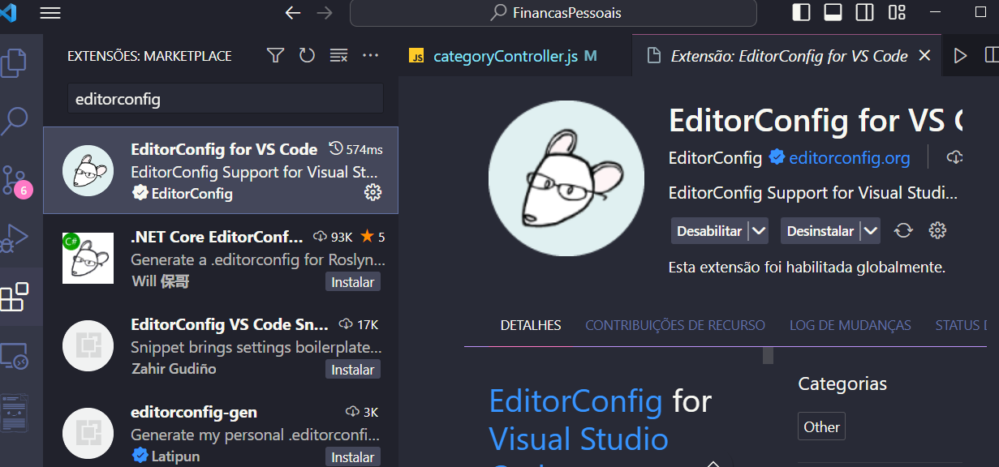 FinancasPessoais
EXTENSÕES: MARKETPLACE
editorconfig
EditorConfig for VS Code 574ms
EditorConfig Support for Visual St...
EditorConfig
.NET Core EditorConf... 93K 5
C#
Generate a .editorconfig for Roslyn...
Will 保哥
Instalar
EditorConfig VS Code Sn... 17K
Snippet brings settings boilerplate...
Zahir Gudiño
Instalar
editorconfig-gen 3K
Generate my personal .editorconfi...
Latipun
Instalar
6
JS categoryController.js M
Extensão: EditorConfig for VS Code
EditorConfig for VS C
EditorConfig editorconfig.org
EditorConfig Support for Visual Studi...
Desabilitar Desinstalar
Esta extensão foi habilitada globalmente.
DETALHES CONTRIBUIÇÕES DE RECURSO LOG DE MUDANÇAS STATUS D
EditorConfig for
Visual Studio
Categorias
Other